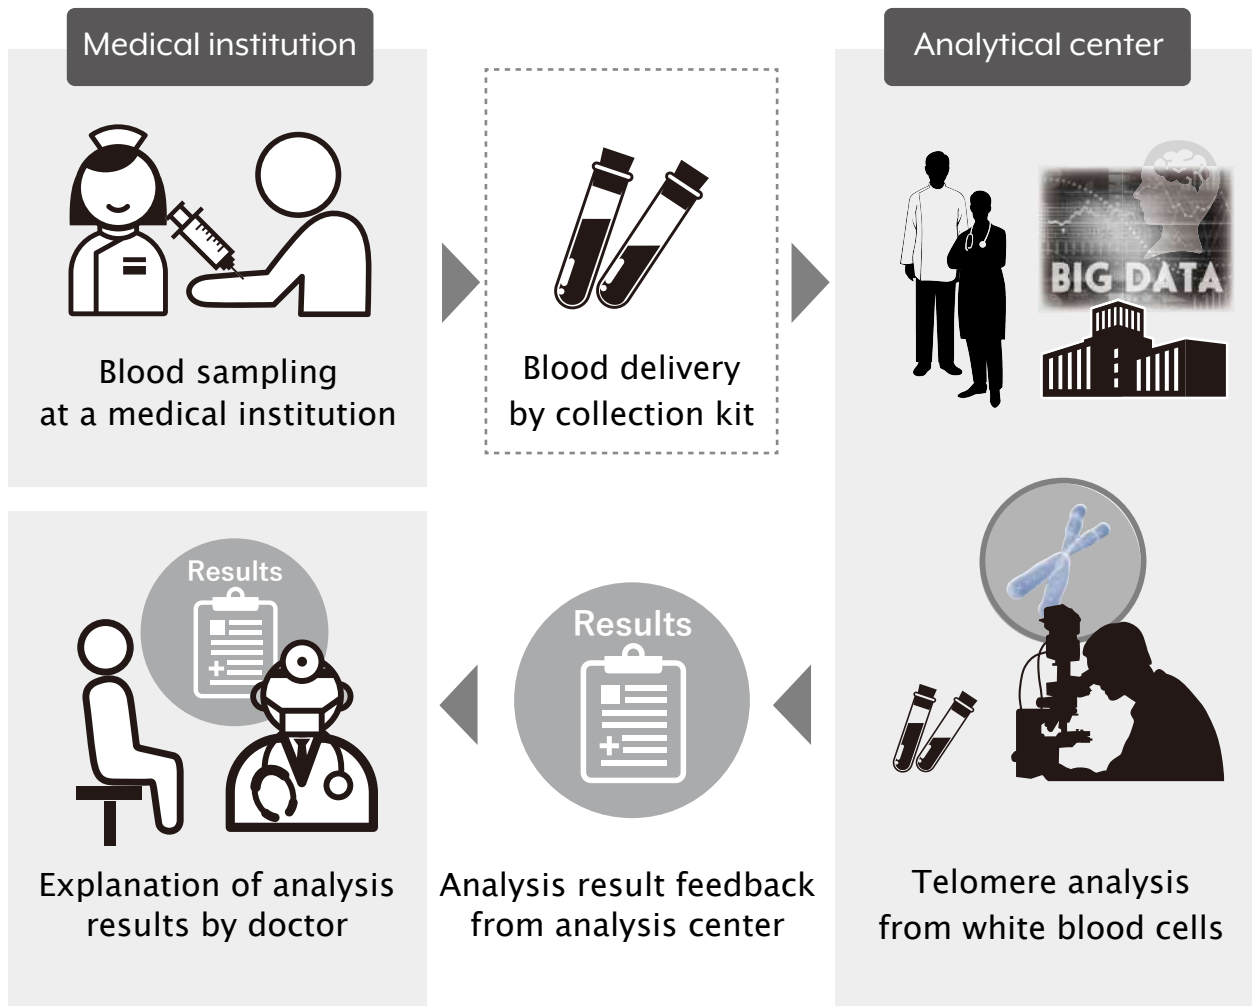 Medical institution
Analytical center
BIG DATA
Blood sampling
at a medical institution
Blood delivery
by collection kit
Results
Results
Explanation of analysis
results by doctor
Analysis result feedback
from analysis center
Telomere analysis
from white blood cells